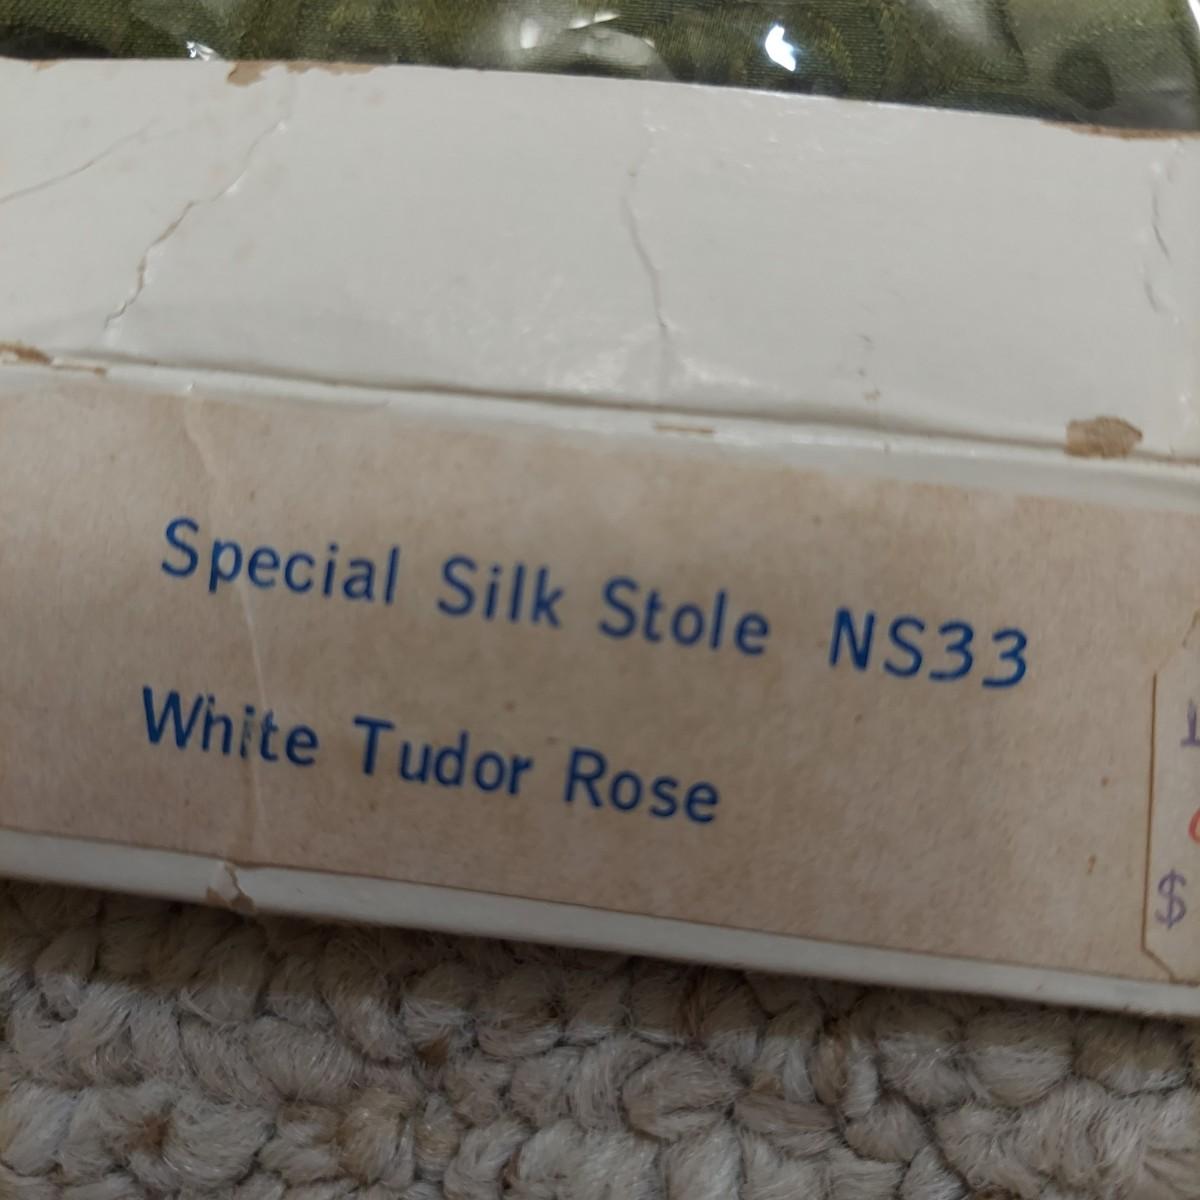 Special Silk Stole NS33
White Tudor Rose
$